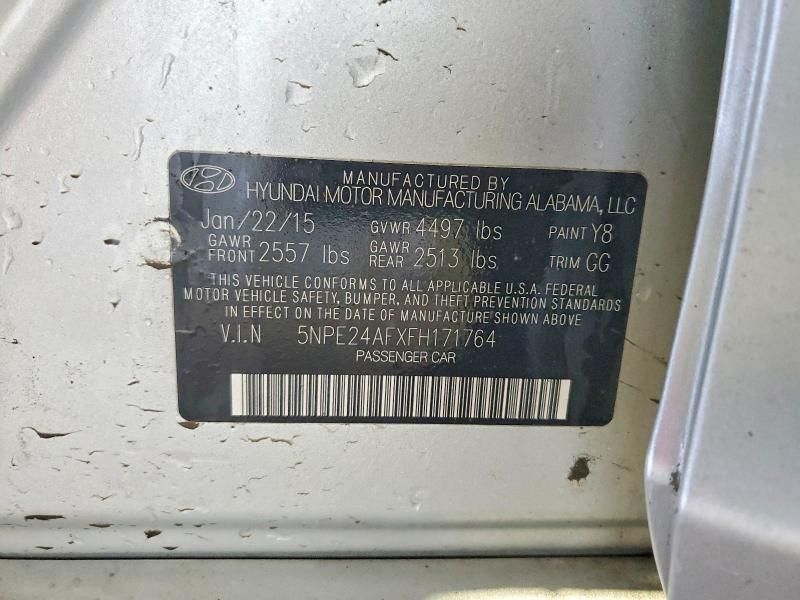 MANUFACTURED BY
HYUNDAI MOTOR MANUFACTURING ALABAMA, LLC
Jan/22/15 GVWR 4497 lbs PAINT Y8
GAWR FRONT 2557 lbs GAWR REAR 2513 lbs TRIM GG
THIS VEHICLE CONFORMS TO ALL APPLICABLE U.S.A. FEDERAL
MOTOR VEHICLE SAFETY, BUMPER, AND THEFT PREVENTION STANDARDS
IN EFFECT ON THE DATE OF MANUFACTURE SHOWN ABOVE
V.I.N 5NPE24AFXFH171764
PASSENGER CAR